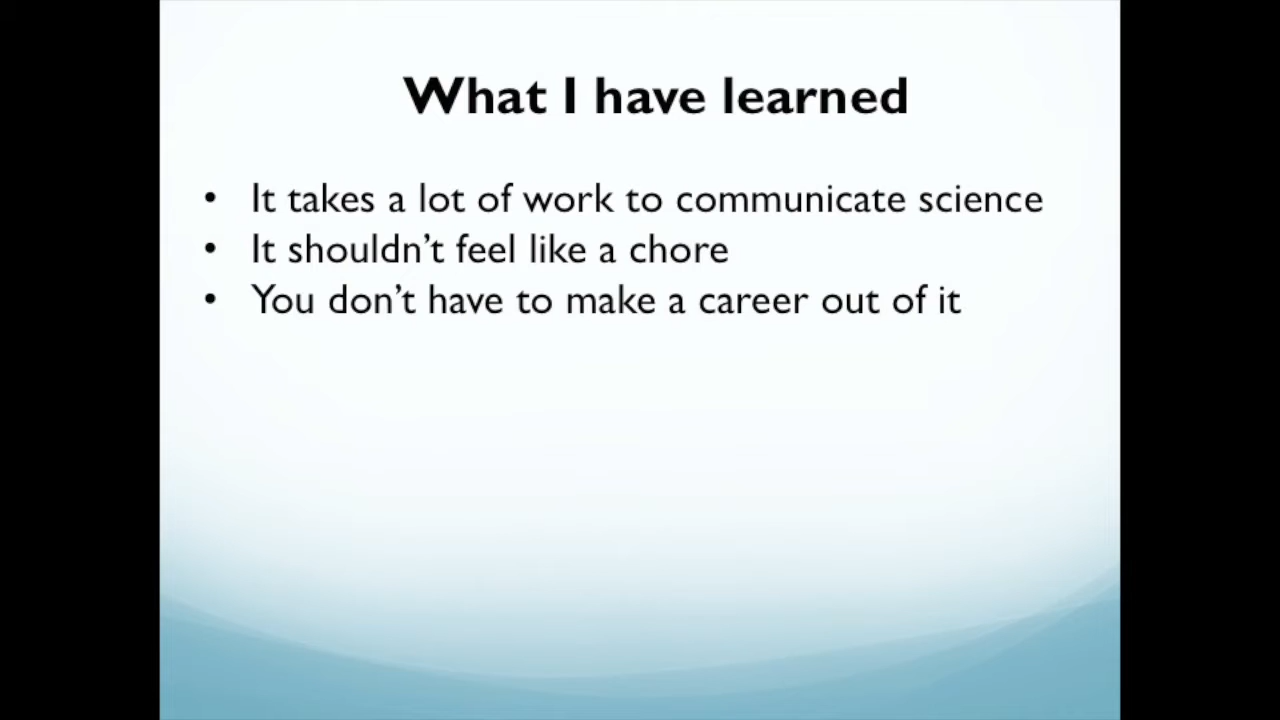 What I have learned
• It takes a lot of work to communicate science
• It shouldn’t feel like a chore
• You don’t have to make a career out of it